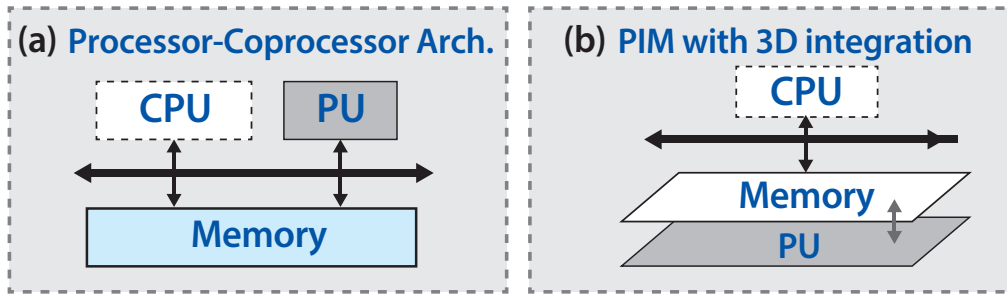 (a) Processor-Coprocessor Arch.
CPU
PU
Memory
(b) PIM with 3D integration
CPU
Memory
PU